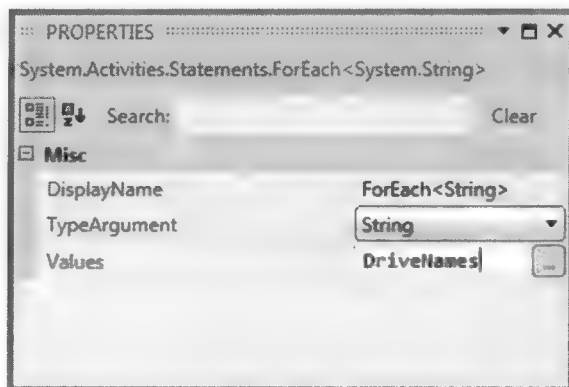 PROPERTIES
System.Activities.Statements.ForEach<System.String>
Search: Clear
Misc
DisplayName ForEach<String>
TypeArgument String
Values DriveNames ...